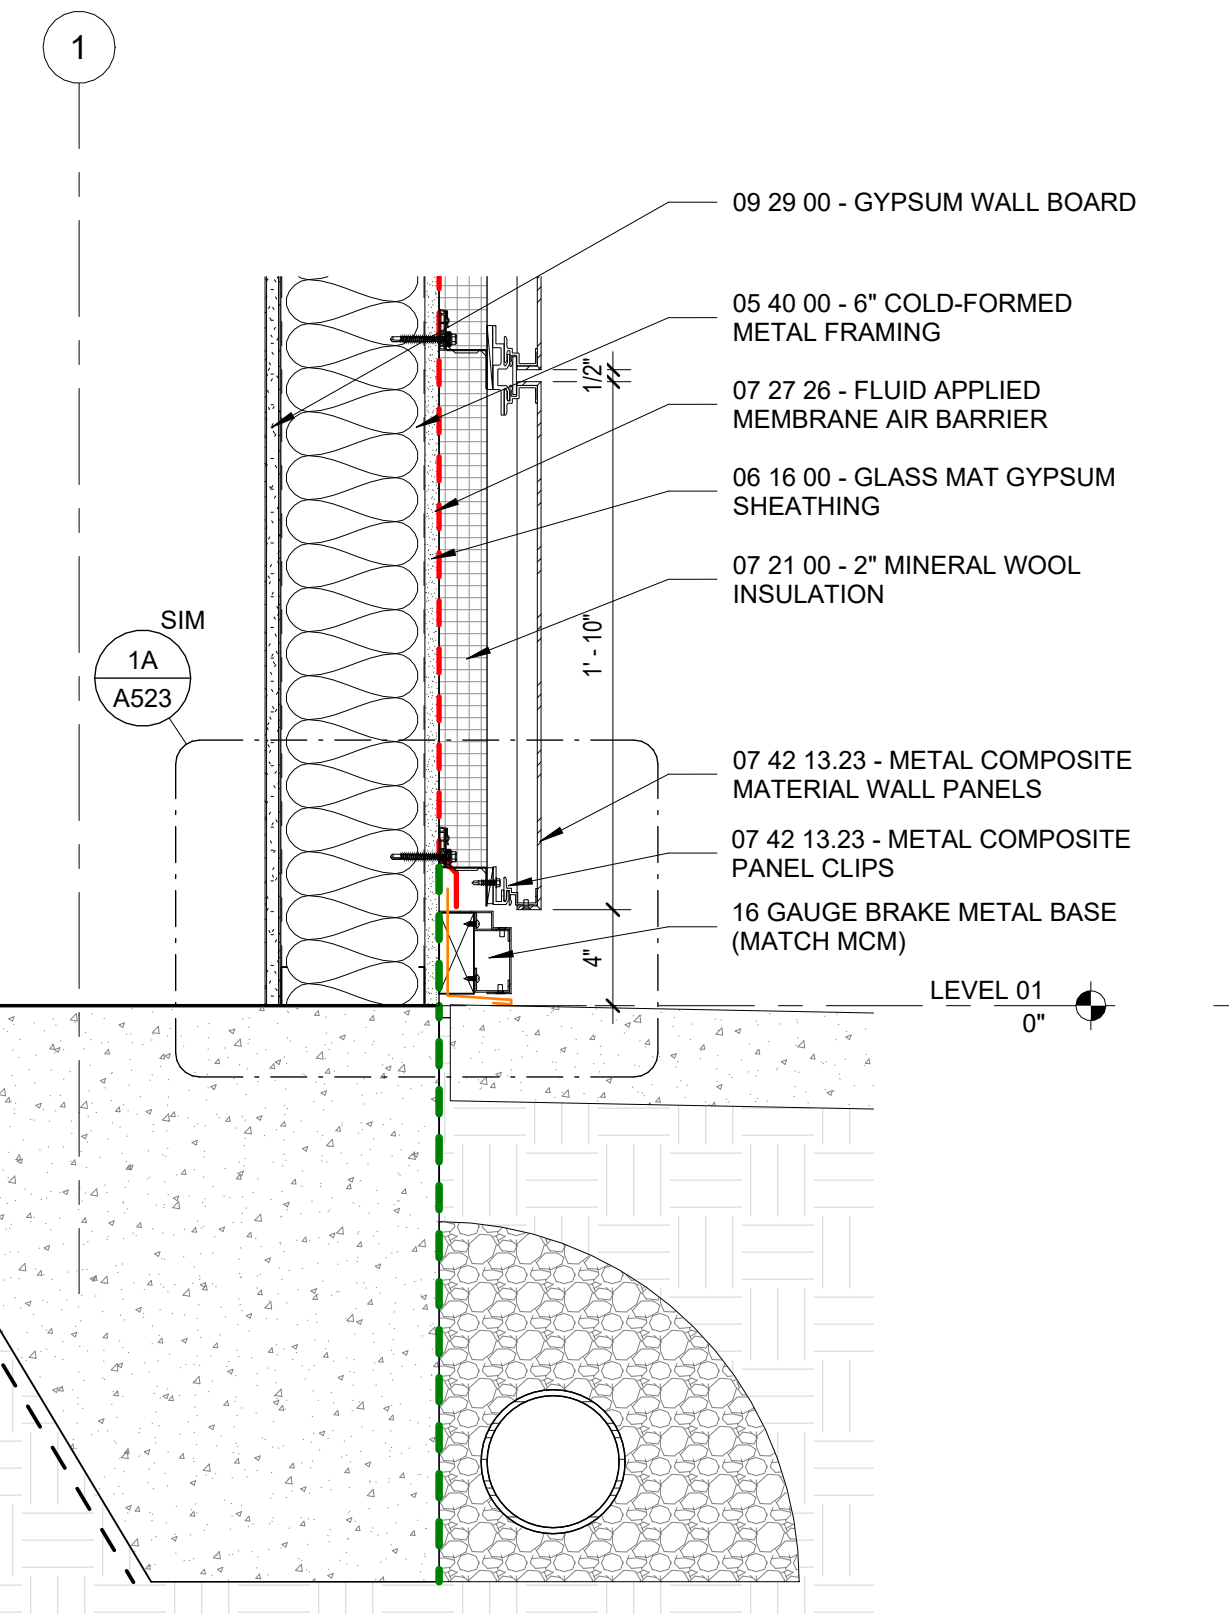 1
09 29 00 - GYPSUM WALL BOARD
05 40 00 - 6" COLD-FORMED
METAL FRAMING
1/2"
07 27 26 - FLUID APPLIED
MEMBRANE AIR BARRIER
06 16 00 - GLASS MAT GYPSUM
SHEATHING
07 21 00 - 2" MINERAL WOOL
INSULATION
SIM
1A
A523
1' - 10"
07 42 13.23 - METAL COMPOSITE
MATERIAL WALL PANELS
07 42 13.23 - METAL COMPOSITE
PANEL CLIPS
16 GAUGE BRAKE METAL BASE
(MATCH MCM)
4"
LEVEL 01
0"